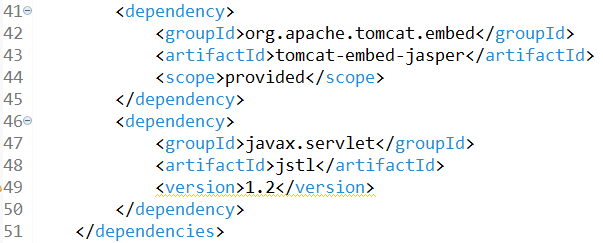 41 <dependency>
42 <groupId>org.apache.tomcat.embed</groupId>
43 <artifactId>tomcat-embed-jasper</artifactId>
44 <scope>provided</scope>
45 </dependency>
46 <dependency>
47 <groupId>javax.servlet</groupId>
48 <artifactId>jstl</artifactId>
49 <version>1.2</version>
50 </dependency>
51 </dependencies>